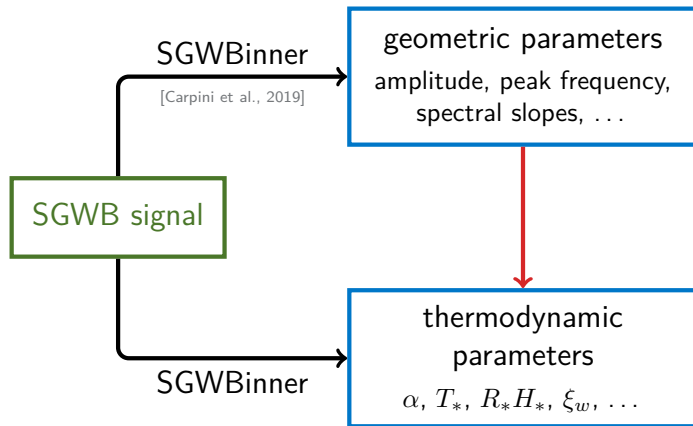 SGWBinner
[Carpini et al., 2019]
geometric parameters
amplitude, peak frequency,
spectral slopes, …
SGWB signal
thermodynamic
parameters
α, T∗, R∗H∗, ξw, …
SGWBinner